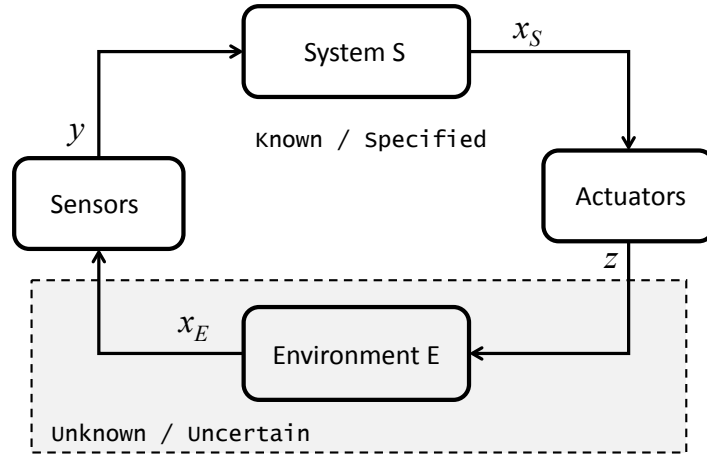 System S
x_S
y
Known / Specified
Sensors
Actuators
z
x_E
Environment E
Unknown / Uncertain